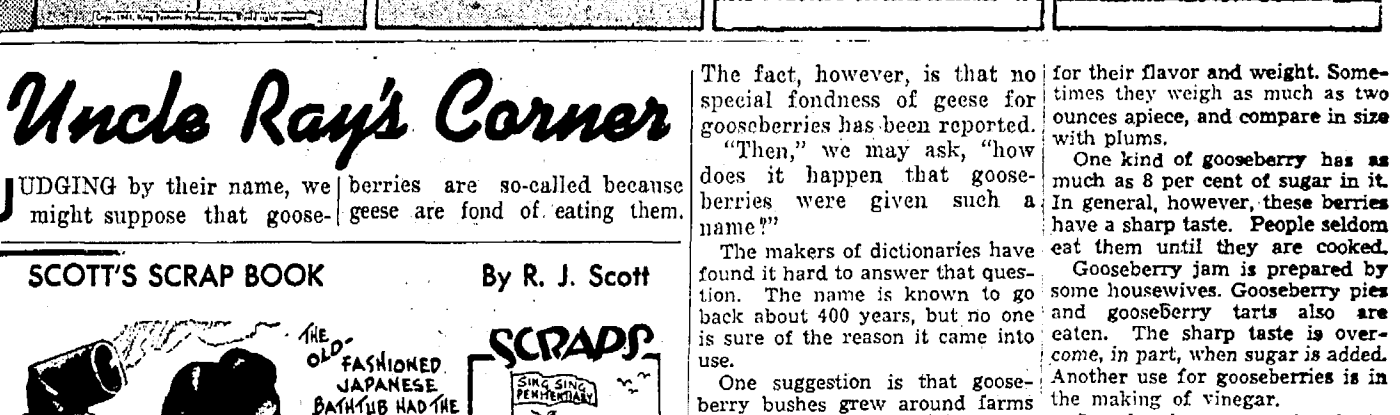 Copr. 1941, King Features Syndicate, Inc., World rights reserved.
Uncle Ray's Corner
JUDGING by their name, we
might suppose that goose-
berries are so-called because
geese are fond of eating them.
The fact, however, is that no
special fondness of geese for
gooseberries has been reported.
"Then," we may ask, "how
does it happen that goose-
berries were given such a
name?"
The makers of dictionaries have
found it hard to answer that ques-
tion. The name is known to go
back about 400 years, but no one
is sure of the reason it came into
use.
One suggestion is that goose-
berry bushes grew around farms
for their flavor and weight. Some-
times they weigh as much as two
ounces apiece, and compare in size
with plums.
One kind of gooseberry has as
much as 8 per cent of sugar in it.
In general, however, these berries
have a sharp taste. People seldom
eat them until they are cooked.
Gooseberry jam is prepared by
some housewives. Gooseberry pies
and gooseberry tarts also are
eaten. The sharp taste is over-
come, in part, when sugar is added.
Another use for gooseberries is in
the making of vinegar.
SCOTT'S SCRAP BOOK
By R. J. Scott
THE
OLD-
FASHIONED
JAPANESE
BATHTUB HAD THE
SCRAPS
SING SING
PENITENTIARY